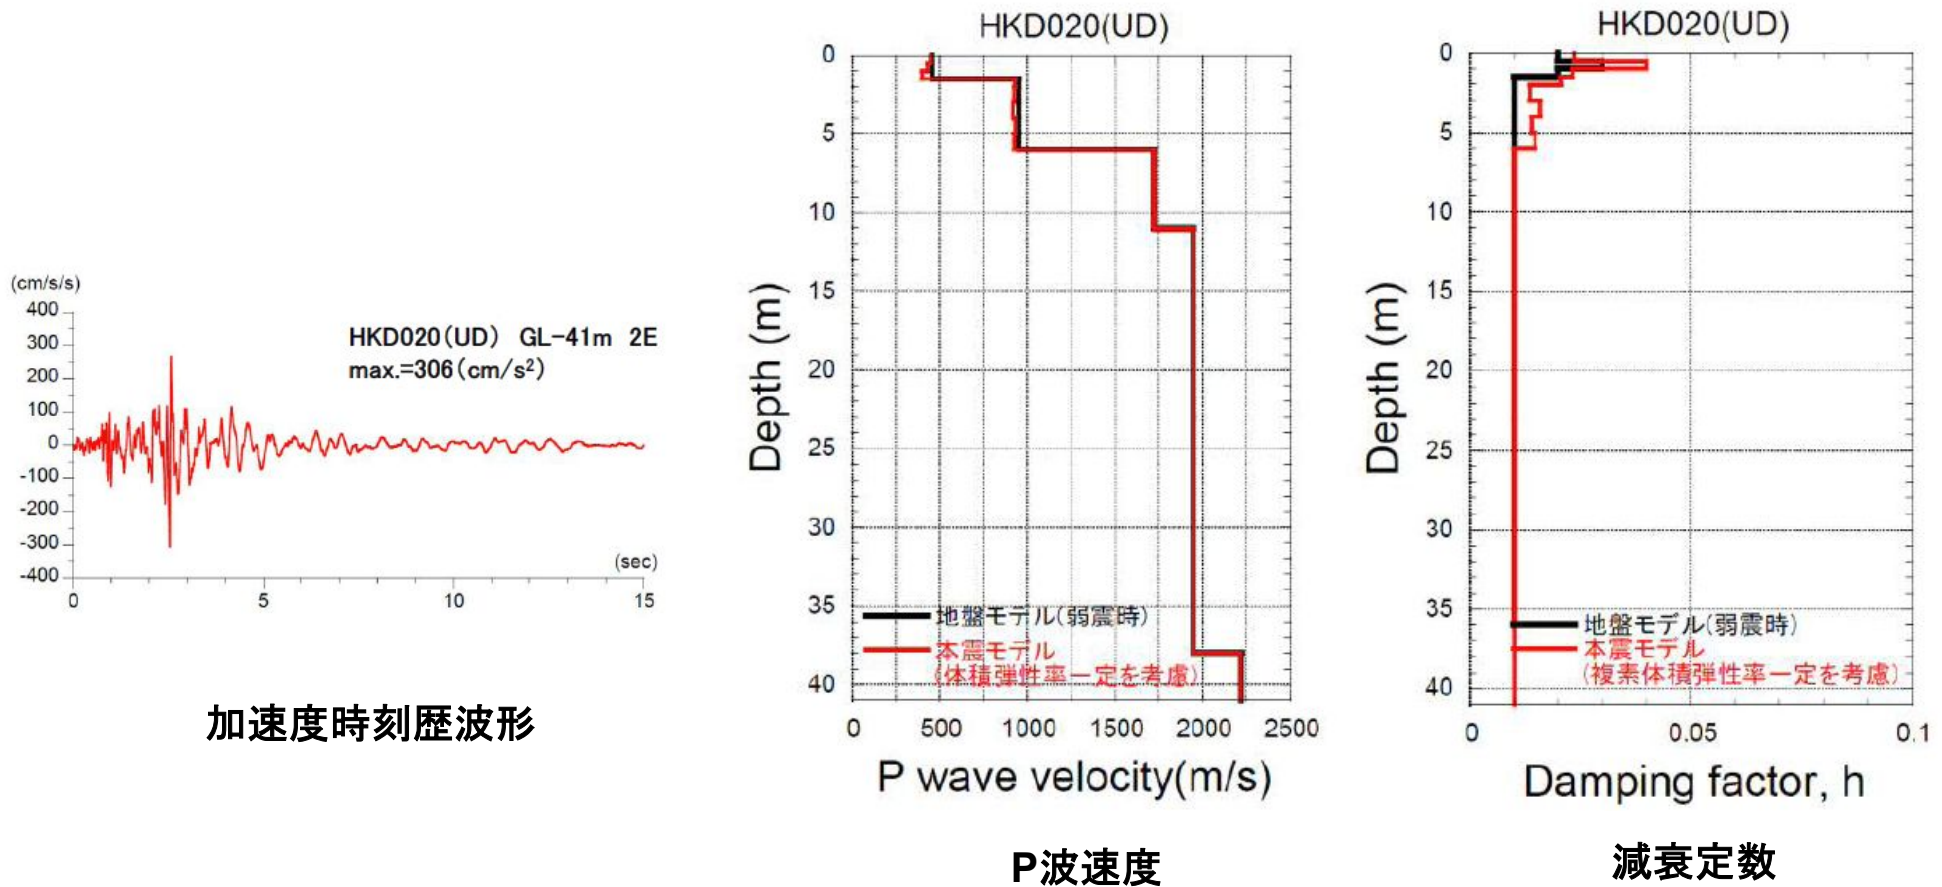 (cm/s/s)
400
300
200
100
0
-100
-200
-300
-400
HKD020(UD) GL-41m 2E
max.=306(cm/s²)
(sec)
0 5 10 15
加速度時刻歴波形
HKD020(UD)
0
5
10
15
20
25
30
35
40
Depth (m)
地盤モデル(弱震時)
本震モデル
(体積弾性率一定を考慮)
0 500 1000 1500 2000 2500
P wave velocity(m/s)
P波速度
HKD020(UD)
0
5
10
15
20
25
30
35
40
Depth (m)
地盤モデル(弱震時)
本震モデル
(複素体積弾性率一定を考慮)
0 0.05 0.1
Damping factor, h
減衰定数